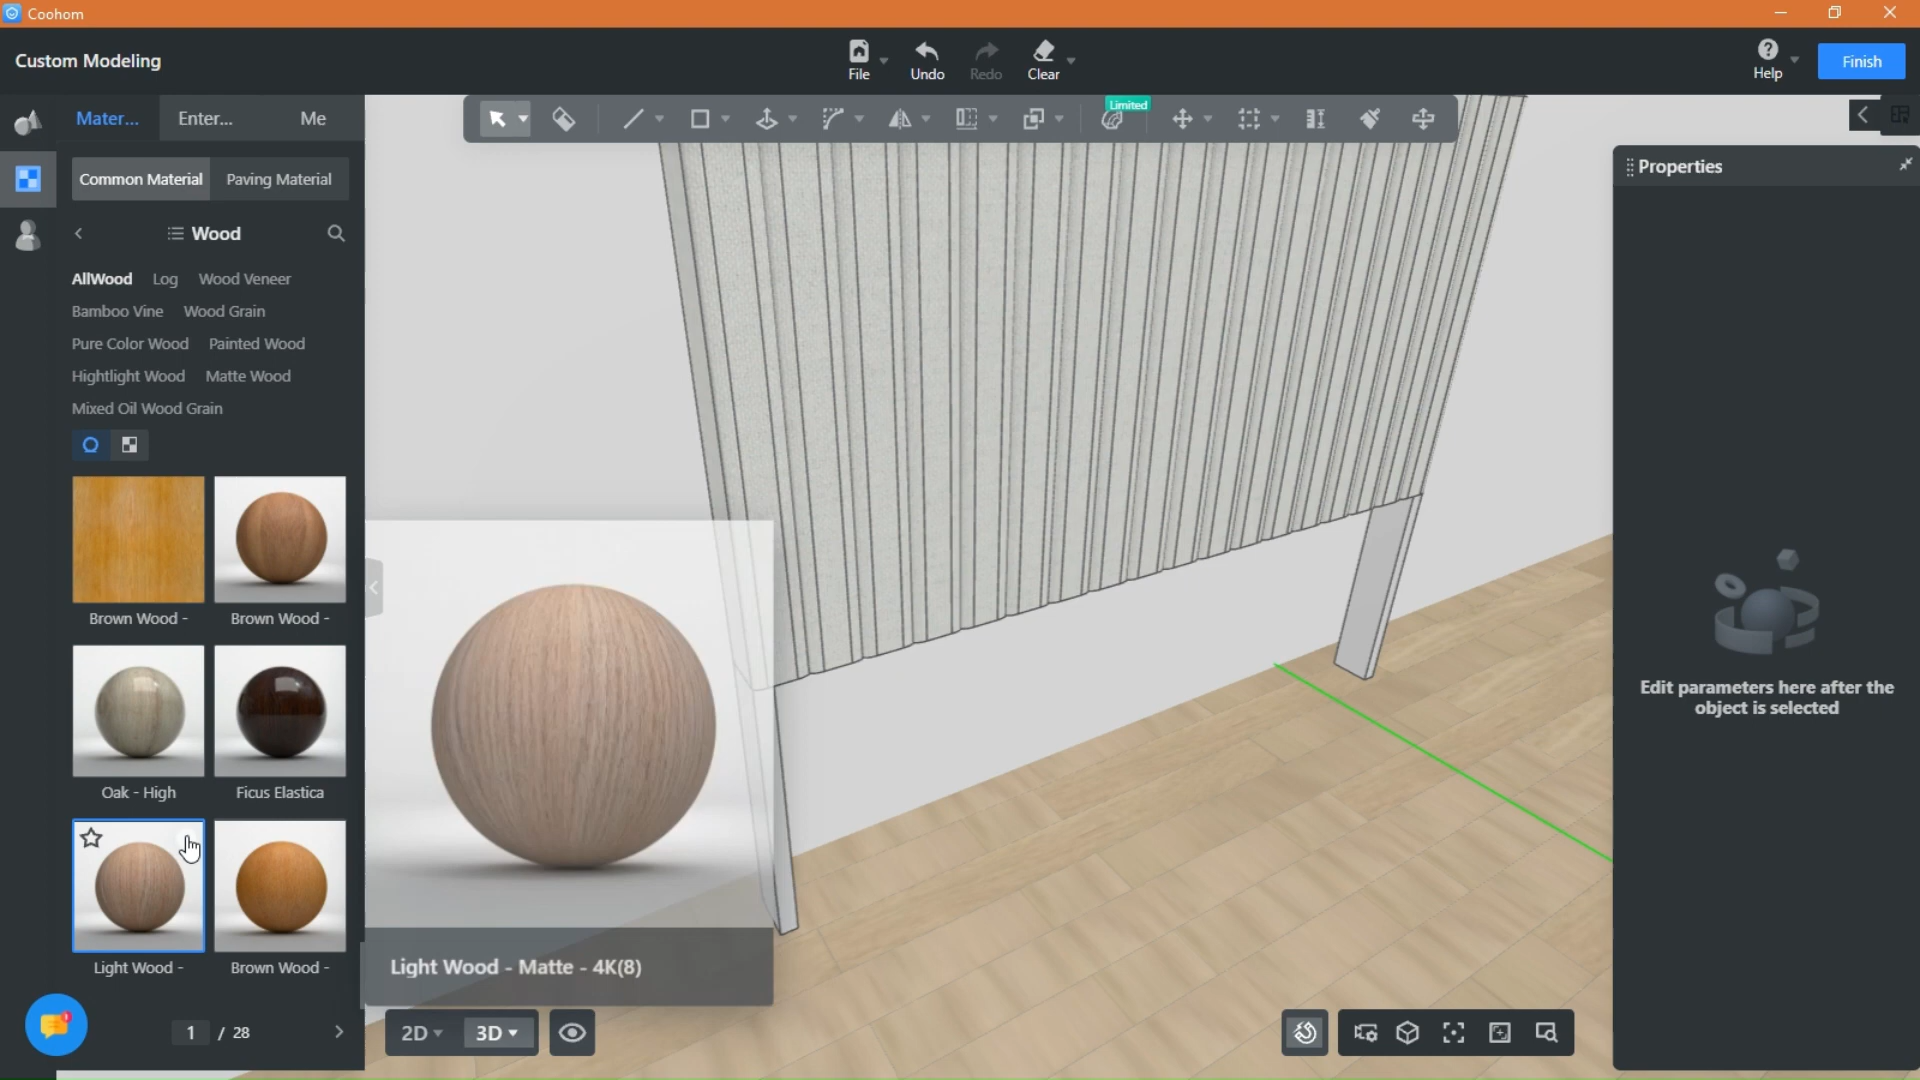 Coohom
Custom Modeling
File
Undo
Redo
Clear
Help
Finish
Mater...
Enter...
Me
Limited
Common Material
Paving Material
Properties
Wood
AllWood
Log
Wood Veneer
Bamboo Vine
Wood Grain
Pure Color Wood
Painted Wood
Hightlight Wood
Matte Wood
Mixed Oil Wood Grain
Brown Wood -
Brown Wood -
Oak - High
Ficus Elastica
Light Wood -
Brown Wood -
Light Wood - Matte - 4K(8)
Edit parameters here after the
object is selected
1 / 28
2D
3D